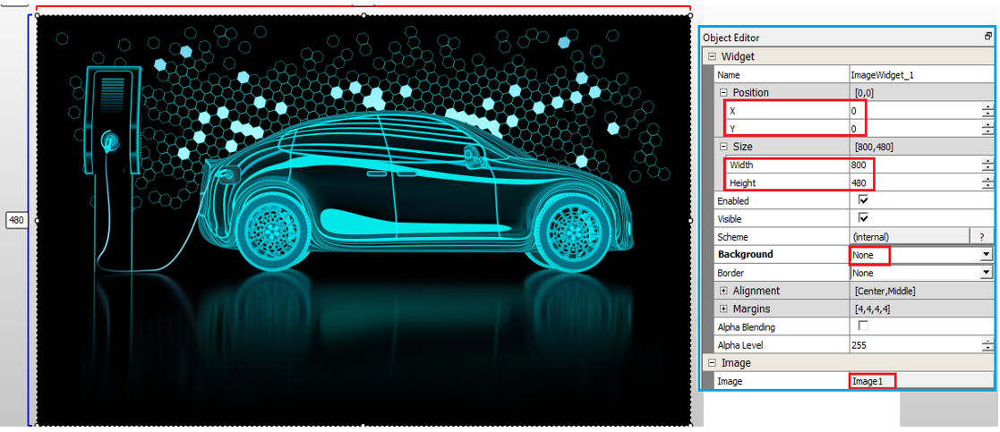 Object Editor
Widget
Name ImageWidget_1
Position [0,0]
X 0
Y 0
Size [800,480]
Width 800
Height 480
480
Enabled
Visible
Scheme (internal) ?
Background None
Border None
Alignment [Center,Middle]
Margins [4,4,4,4]
Alpha Blending
Alpha Level 255
Image
Image Image1